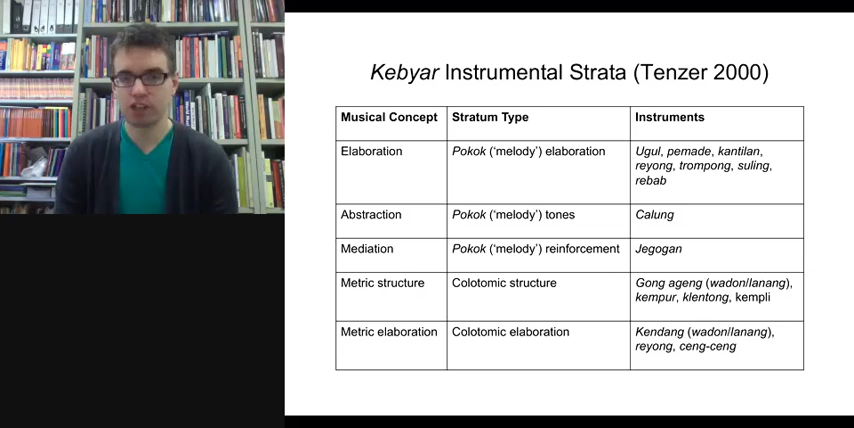 Kebyar Instrumental Strata (Tenzer 2000)
Musical Concept Stratum Type Instruments
Elaboration Pokok (‘melody’) elaboration Ugul, pemade, kantilan,
reyong, trompong, suling,
rebab
Abstraction Pokok (‘melody’) tones Calung
Mediation Pokok (‘melody’) reinforcement Jegogan
Metric structure Colotomic structure Gong ageng (wadon/lanang),
kempur, klentong, kempli
Metric elaboration Colotomic elaboration Kendang (wadon/lanang),
reyong, ceng-ceng